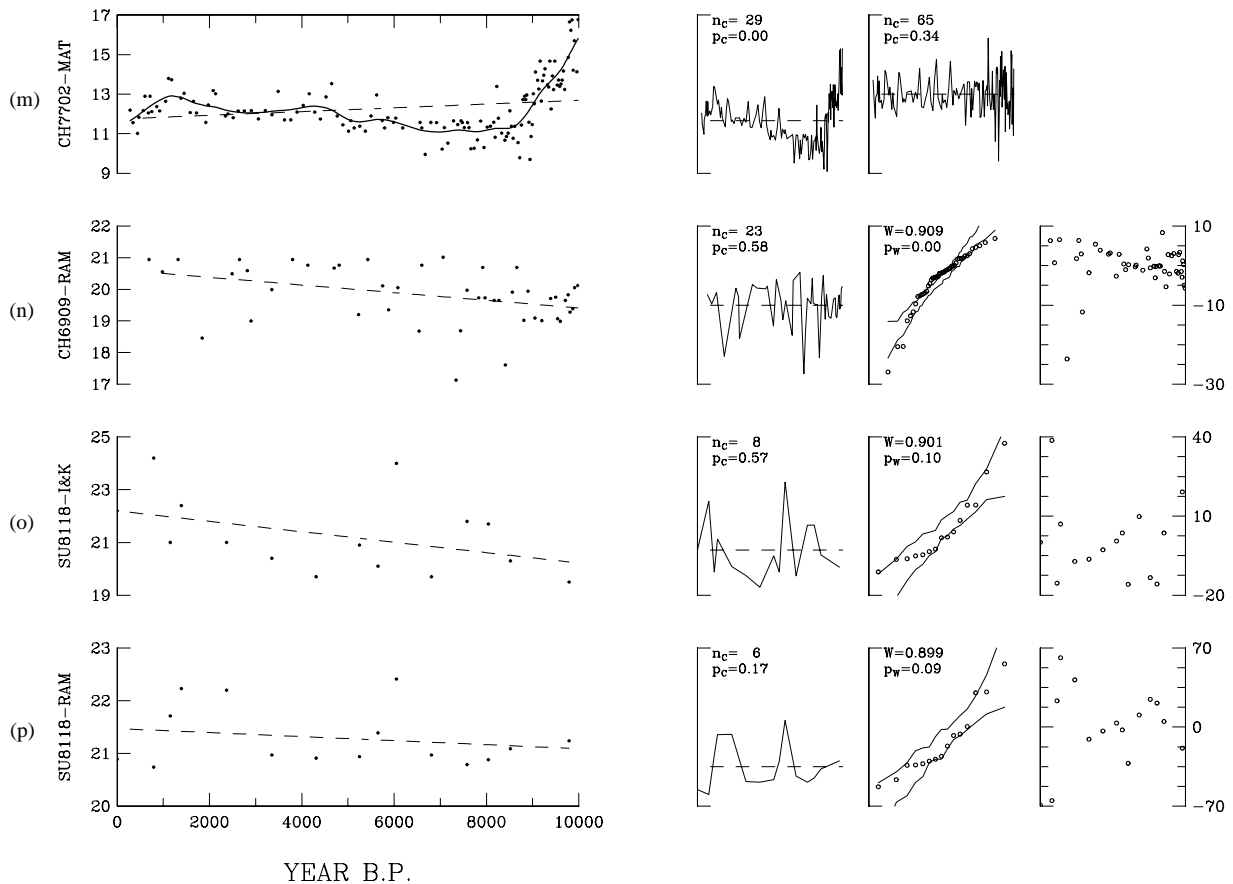 (m)
CH7702-MAT
17
15
13
11
9
n_c= 29
p_c=0.00
n_c= 65
p_c=0.34
(n)
CH6909-RAM
22
21
20
19
18
17
n_c= 23
p_c=0.58
W=0.909
p_w=0.00
10
-10
-30
(o)
SU8118-I&K
25
23
21
19
n_c= 8
p_c=0.57
W=0.901
p_w=0.10
40
10
-20
(p)
SU8118-RAM
23
22
21
20
n_c= 6
p_c=0.17
W=0.899
p_w=0.09
70
0
-70
0 2000 4000 6000 8000 10000
YEAR B.P.